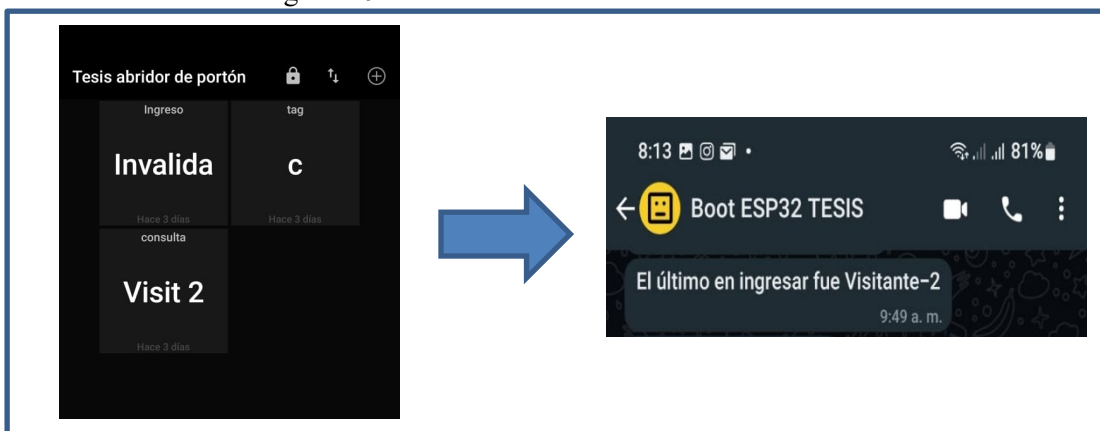 Tesis abridor de portón
Ingreso
tag
Invalida
c
Hace 3 días
Hace 3 días
consulta
Visit 2
Hace 3 días
8:13
81%
Boot ESP32 TESIS
El último en ingresar fue Visitante-2
9:49 a. m.